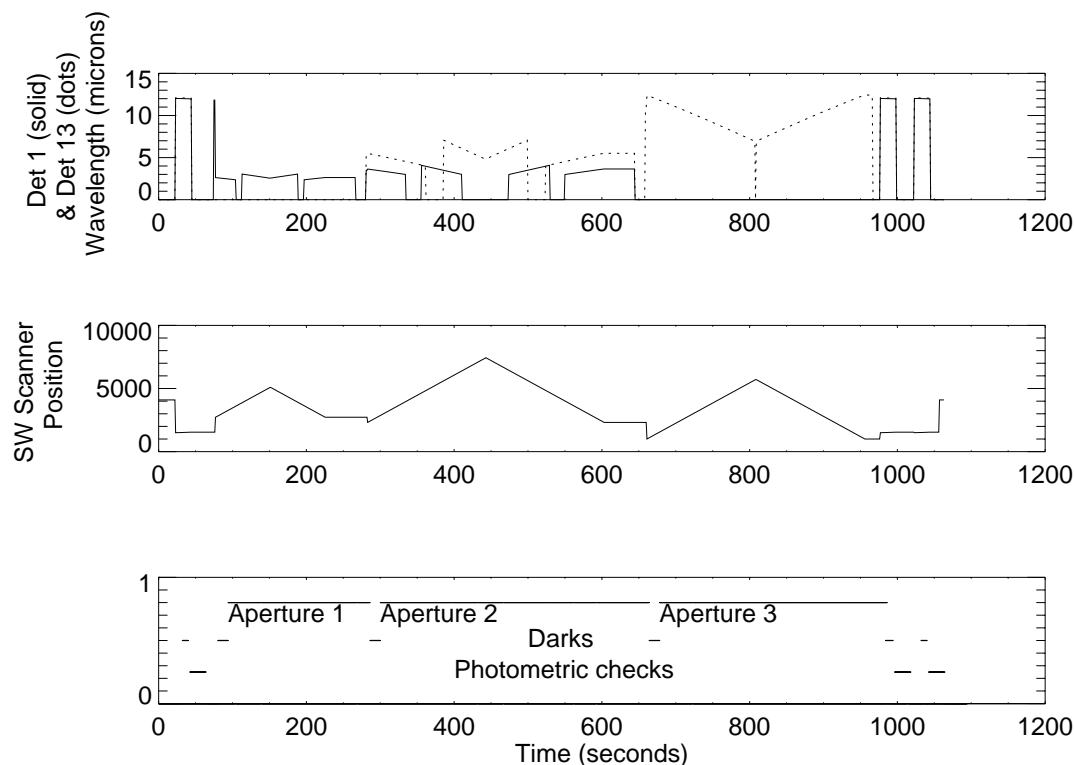 Det 1 (solid)
& Det 13 (dots)
Wavelength (microns)
15
10
5
0
0 200 400 600 800 1000 1200
SW Scanner
Position
10000
5000
0
0 200 400 600 800 1000 1200
1
0
Aperture 1 Aperture 2 Aperture 3
Darks
Photometric checks
0 200 400 600 800 1000 1200
Time (seconds)